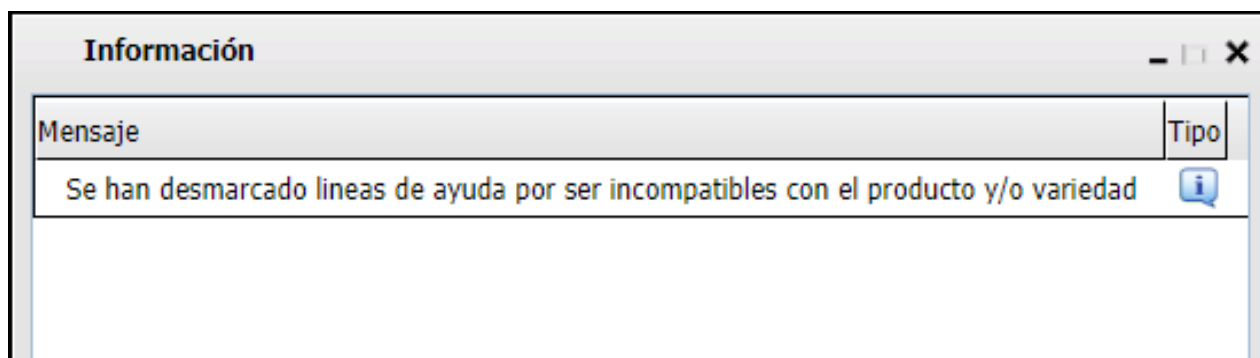 Información
Mensaje
Tipo
Se han desmarcado lineas de ayuda por ser incompatibles con el producto y/o variedad